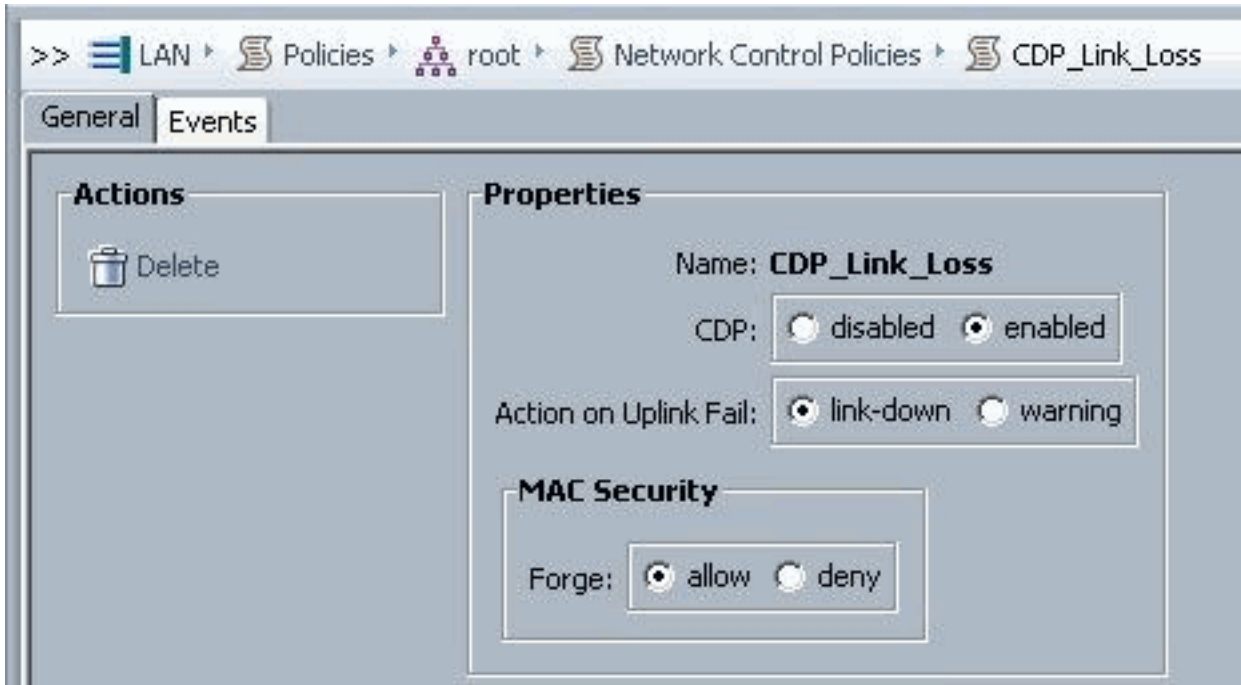 >> LAN Policies root Network Control Policies CDP_Link_Loss
General Events
Actions
Delete
Properties
Name: CDP_Link_Loss
CDP: disabled enabled
Action on Uplink Fail: link-down warning
MAC Security
Forge: allow deny